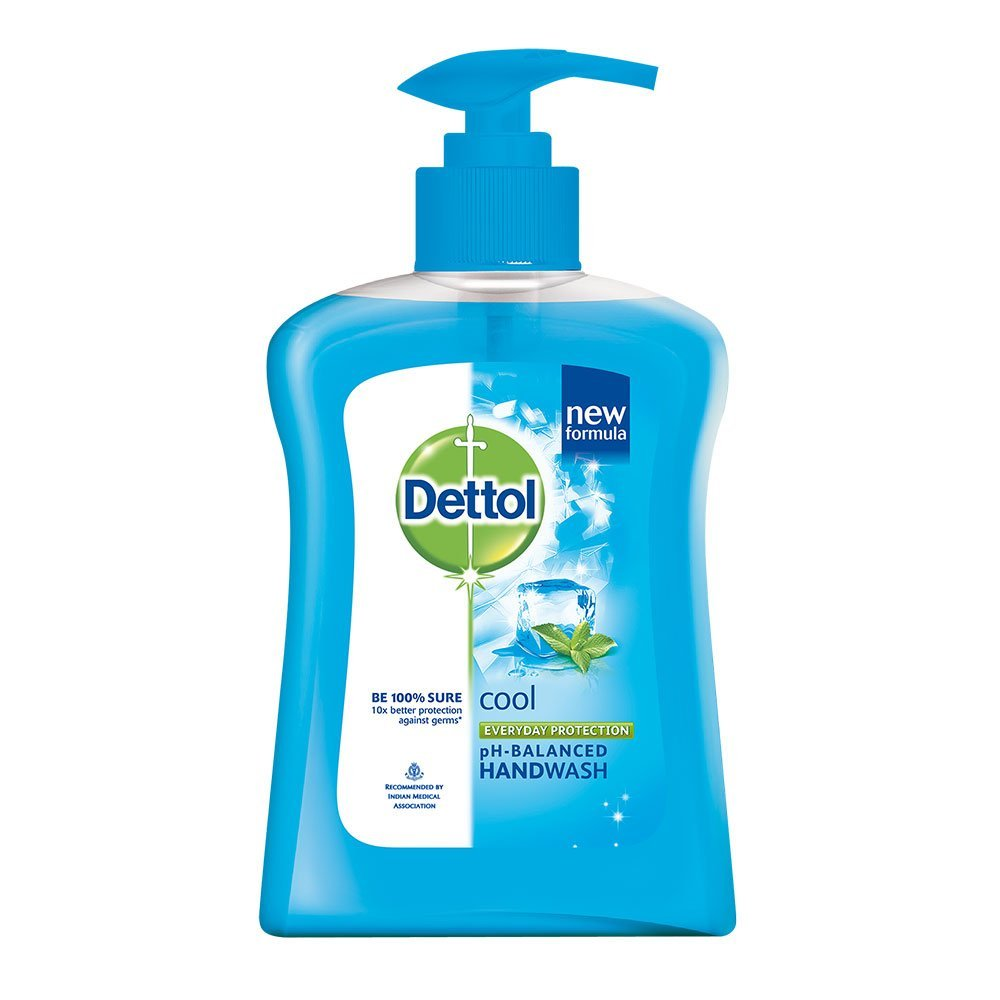 new
formula
Dettol
BE 100% SURE
10x better protection
against germs*
RECOMMENDED BY
INDIAN MEDICAL
ASSOCIATION
cool
EVERYDAY PROTECTION
pH-BALANCED
HANDWASH